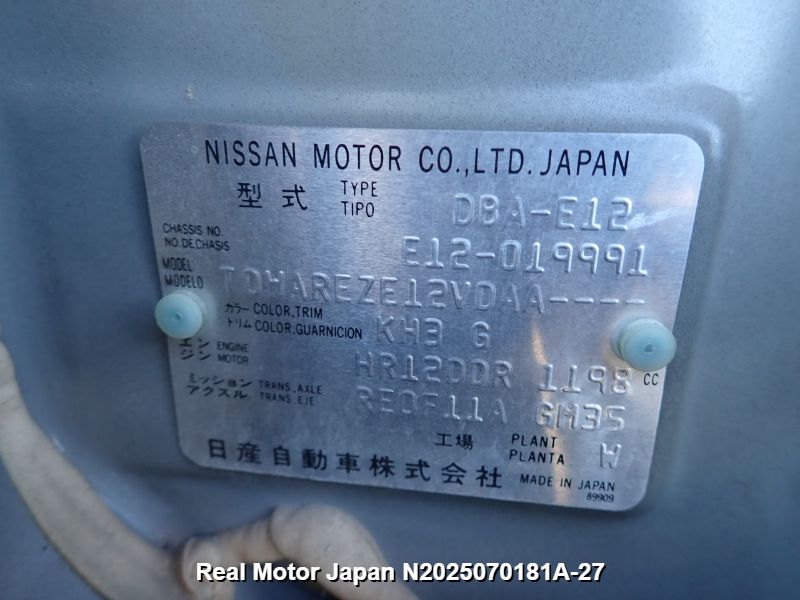 NISSAN MOTOR CO.,LTD. JAPAN
型式 TYPE TIPO DBA-E12
CHASSIS NO. NO.DE CHASIS E12-019991
MODEL MODELO TDMAREZE12VDAA----
カラー COLOR,TRIM
トリム COLOR,GUARNICION KH3 G
エンジン ENGINE MOTOR HR12DDR 1198 CC
ミッション TRANS.,AXLE
アクスル TRANS.,EJE RE0F11A GM35
工場 PLANT PLANTA W
日産自動車株式会社 MADE IN JAPAN
89909
Real Motor Japan N2025070181A-27